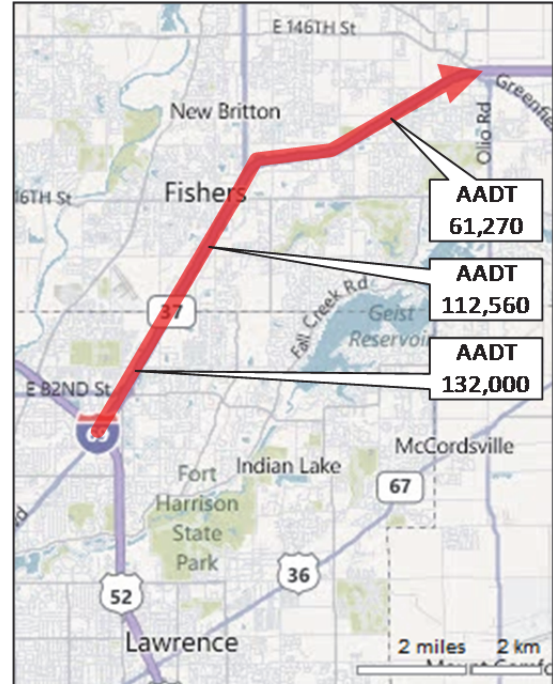 E 146TH St
New Britton
Greenfie
Olio Rd
16TH St
Fishers
AADT
61,270
AADT
112,560
37
Fall Creek Rd
Geist
Reservoi
AADT
132,000
E 82ND St
McCordsville
Indian Lake
67
Fort
Harrison
State
Park
36
52
Lawrence
2 miles
2 km